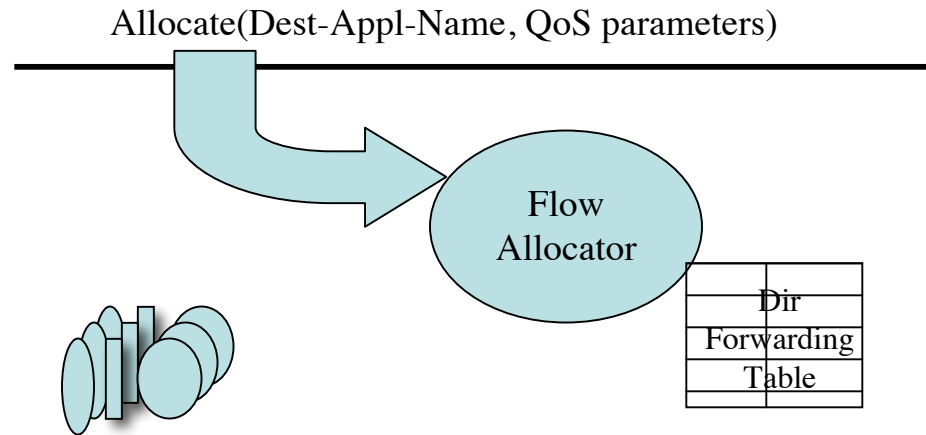 Allocate(Dest-Appl-Name, QoS parameters)
Flow
Allocator
Dir
Forwarding
Table